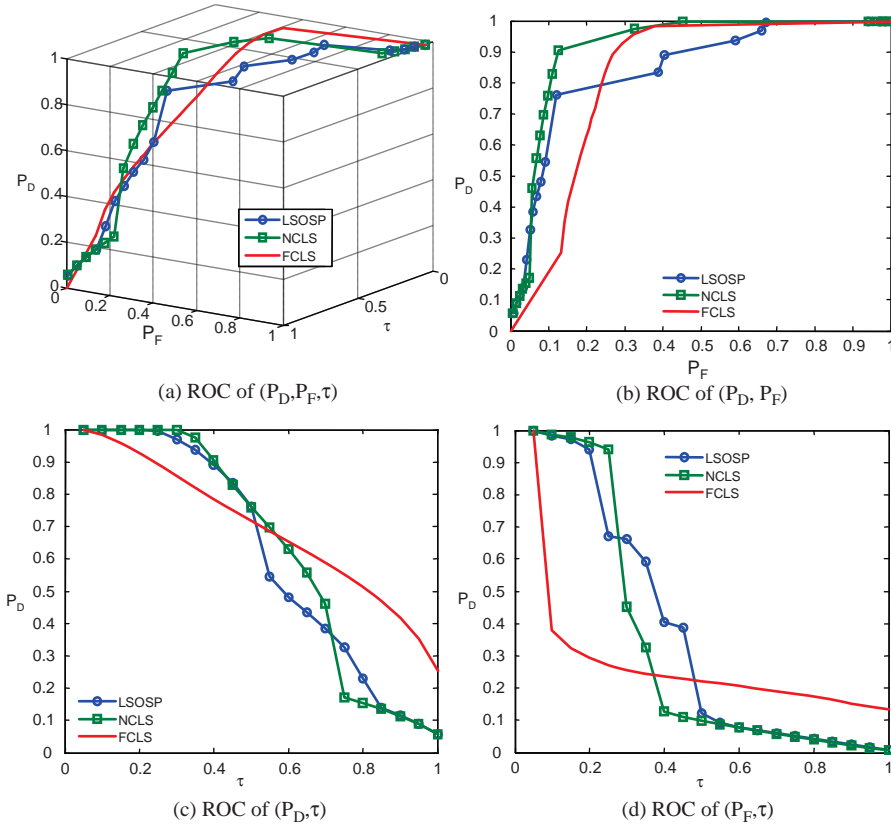 1
0.8
0.6
0.4
0.2
0
P_D
0.2
0.4
0.6
0.8
1
P_F
1
0.5
0
τ
LSOSP
NCLS
FCLS
(a) ROC of (P_D,P_F,τ)
1
0.9
0.8
0.7
0.6
0.5
0.4
0.3
0.2
0.1
0
P_D
0
0.1
0.2
0.3
0.4
0.5
0.6
0.7
0.8
0.9
1
P_F
LSOSP
NCLS
FCLS
(b) ROC of (P_D, P_F)
1
0.9
0.8
0.7
0.6
0.5
0.4
0.3
0.2
0.1
0
P_D
0
0.2
0.4
0.6
0.8
1
τ
LSOSP
NCLS
FCLS
(c) ROC of (P_D,τ)
1
0.9
0.8
0.7
0.6
0.5
0.4
0.3
0.2
0.1
0
P_D
0
0.2
0.4
0.6
0.8
1
τ
LSOSP
NCLS
FCLS
(d) ROC of (P_F,τ)